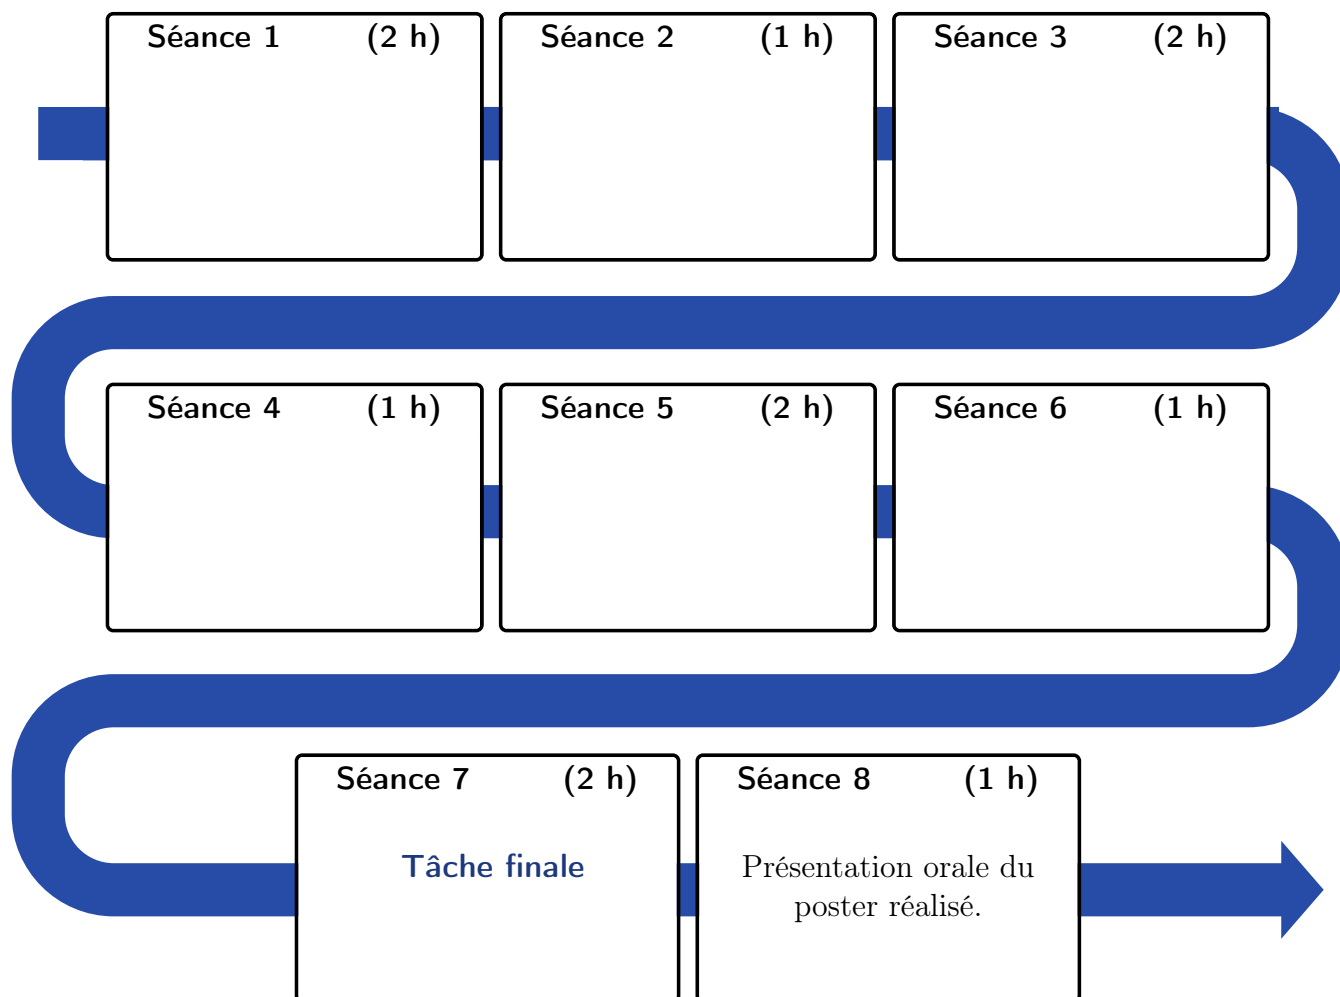 Séance 1 (2 h)
Séance 2 (1 h)
Séance 3 (2 h)
Séance 4 (1 h)
Séance 5 (2 h)
Séance 6 (1 h)
Séance 7 (2 h)
Tâche finale
Séance 8 (1 h)
Présentation orale du
poster réalisé.